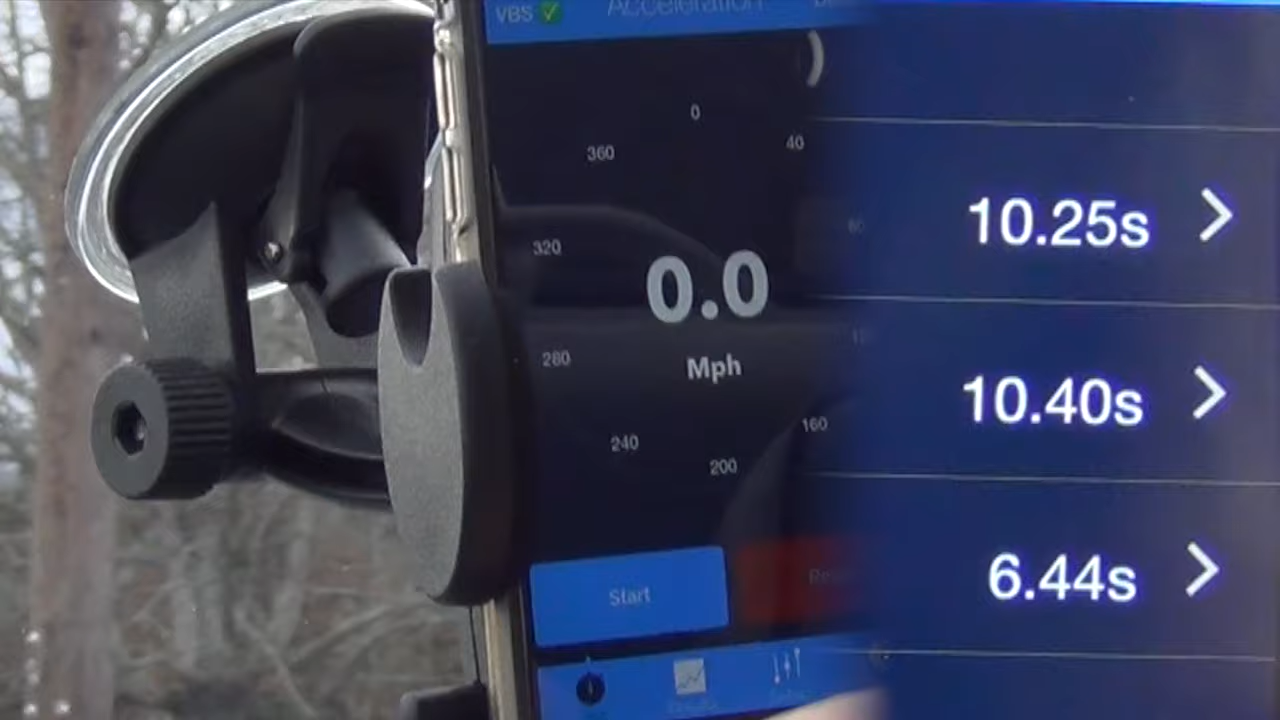 VBS ✅ Acceleration
0
360 40
320
0.0
280
Mph
240 160
200
Start
10.25s >
10.40s >
6.44s >